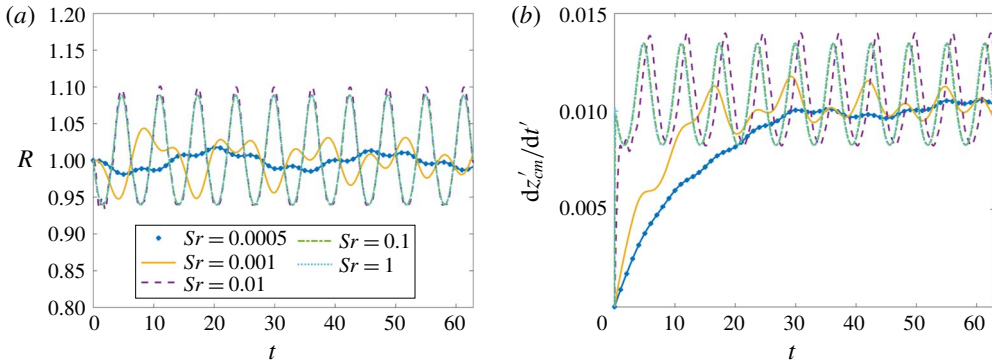 (a)
1.20
1.15
1.10
1.05
R 1.00
0.95
0.90
0.85
0.80
Sr = 0.0005
Sr = 0.001
Sr = 0.01
Sr = 0.1
Sr = 1
0 10 20 30 40 50 60
t
(b)
0.015
0.010
0.005
dz′cm/dt′
0 10 20 30 40 50 60
t